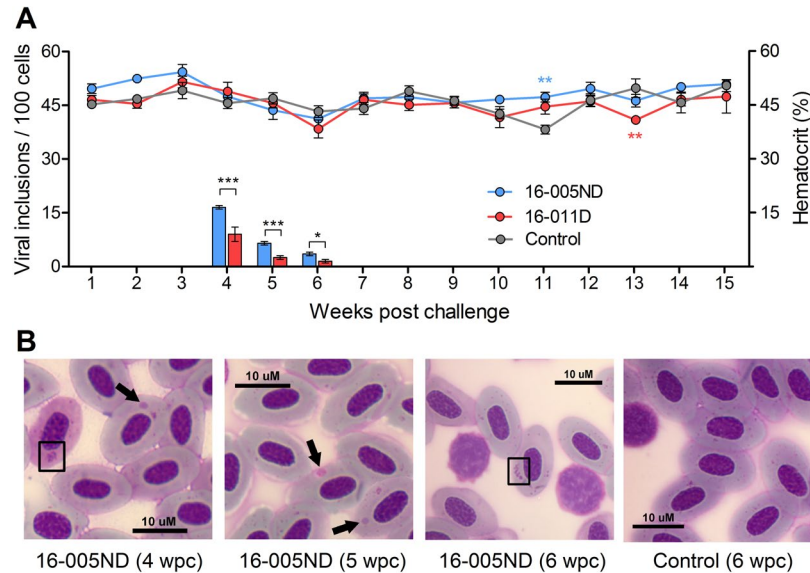 A
Viral inclusions / 100 cells
60
45
30
15
0
60
45
30
15
Hematocrit (%)
**
**
***
***
*
16-005ND
16-011D
Control
1 2 3 4 5 6 7 8 9 10 11 12 13 14 15
Weeks post challenge
B
10 uM
10 uM
10 uM
10 uM
16-005ND (4 wpc) 16-005ND (5 wpc) 16-005ND (6 wpc) Control (6 wpc)